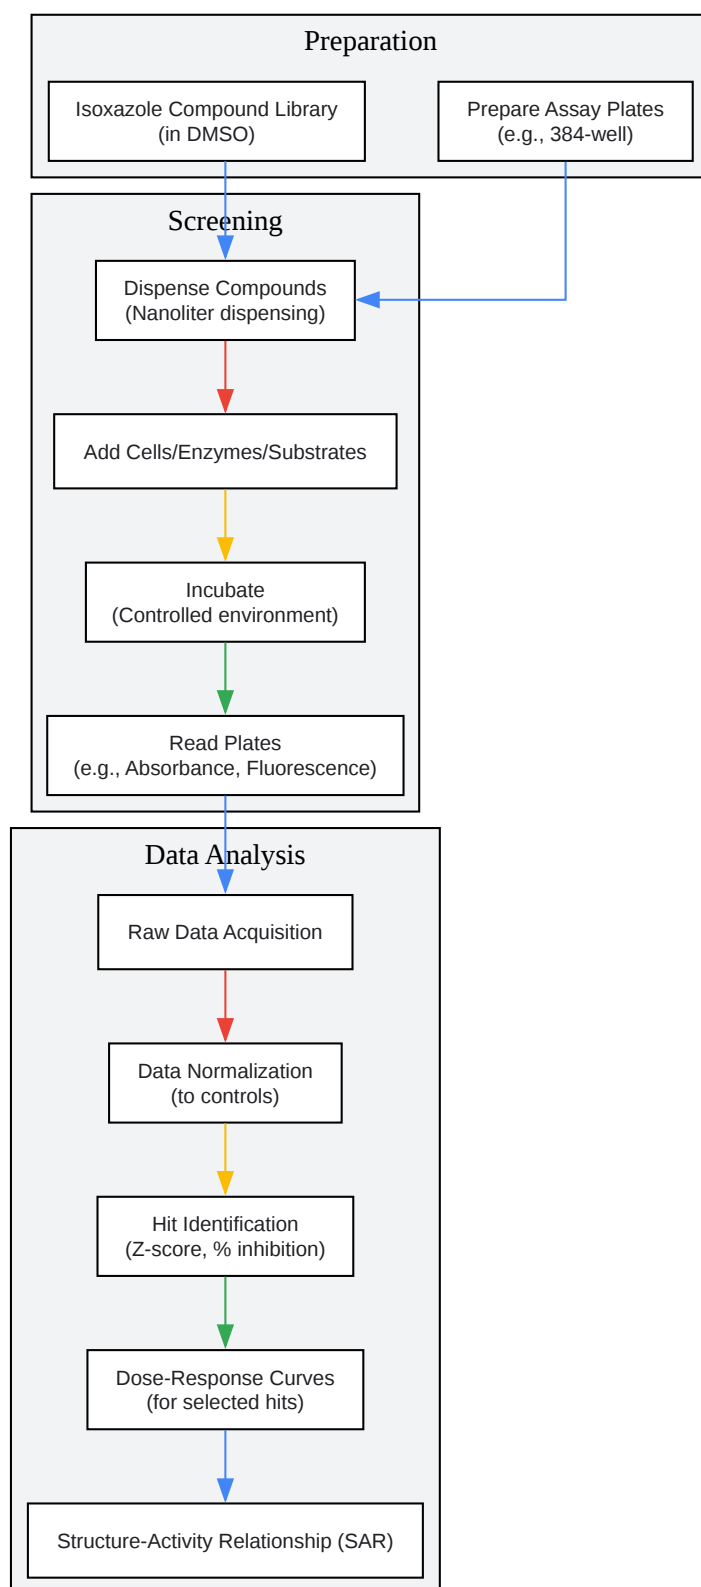 Preparation
Isoxazole Compound Library
(in DMSO)
Prepare Assay Plates
(e.g., 384-well)
Screening
Dispense Compounds
(Nanoliter dispensing)
Add Cells/Enzymes/Substrates
Incubate
(Controlled environment)
Read Plates
(e.g., Absorbance, Fluorescence)
Data Analysis
Raw Data Acquisition
Data Normalization
(to controls)
Hit Identification
(Z-score, % inhibition)
Dose-Response Curves
(for selected hits)
Structure-Activity Relationship (SAR)